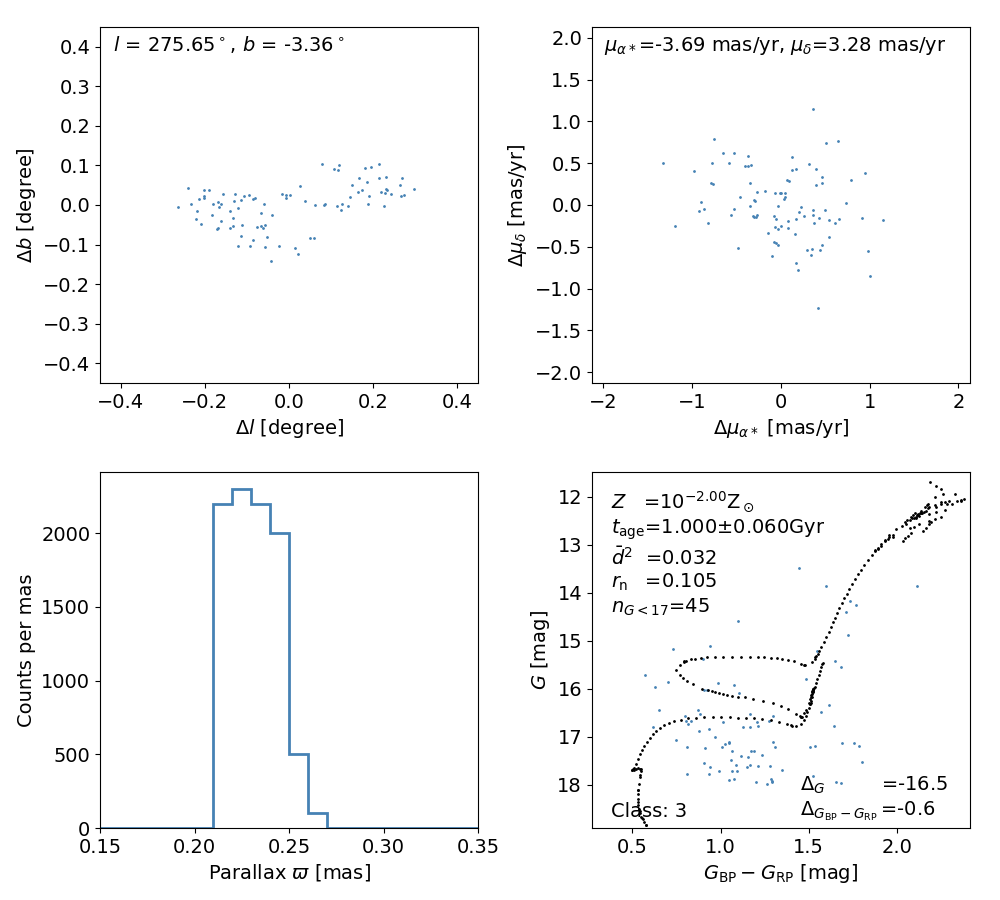 l = 275.65°, b = -3.36°
0.4
0.3
0.2
0.1
0.0
−0.1
−0.2
−0.3
−0.4
Δb [degree]
−0.4 −0.2 0.0 0.2 0.4
Δl [degree]
μα*=-3.69 mas/yr, μδ=3.28 mas/yr
2.0
1.5
1.0
0.5
0.0
−0.5
−1.0
−1.5
−2.0
Δμδ [mas/yr]
−2 −1 0 1 2
Δμα* [mas/yr]
2000
1500
1000
500
0
Counts per mas
0.15 0.20 0.25 0.30 0.35
Parallax ϖ [mas]
Z =10^−2.00 Z⊙
t_age=1.000±0.060Gyr
d̄² =0.032
r_n =0.105
n_G<17=45
12
13
14
15
16
17
18
G [mag]
Δ_G =-16.5
Class: 3 Δ_GBP−GRP =-0.6
0.5 1.0 1.5 2.0
G_BP − G_RP [mag]